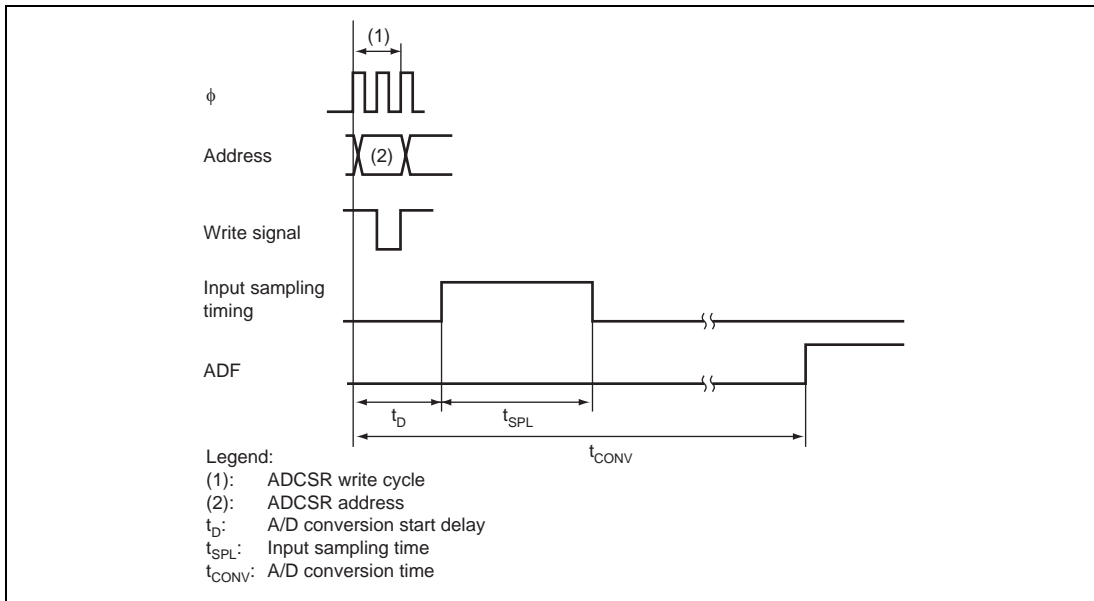 (1)
ϕ
Address
(2)
Write signal
Input sampling
timing
ADF
tD
tSPL
tCONV
Legend:
(1): ADCSR write cycle
(2): ADCSR address
tD: A/D conversion start delay
tSPL: Input sampling time
tCONV: A/D conversion time